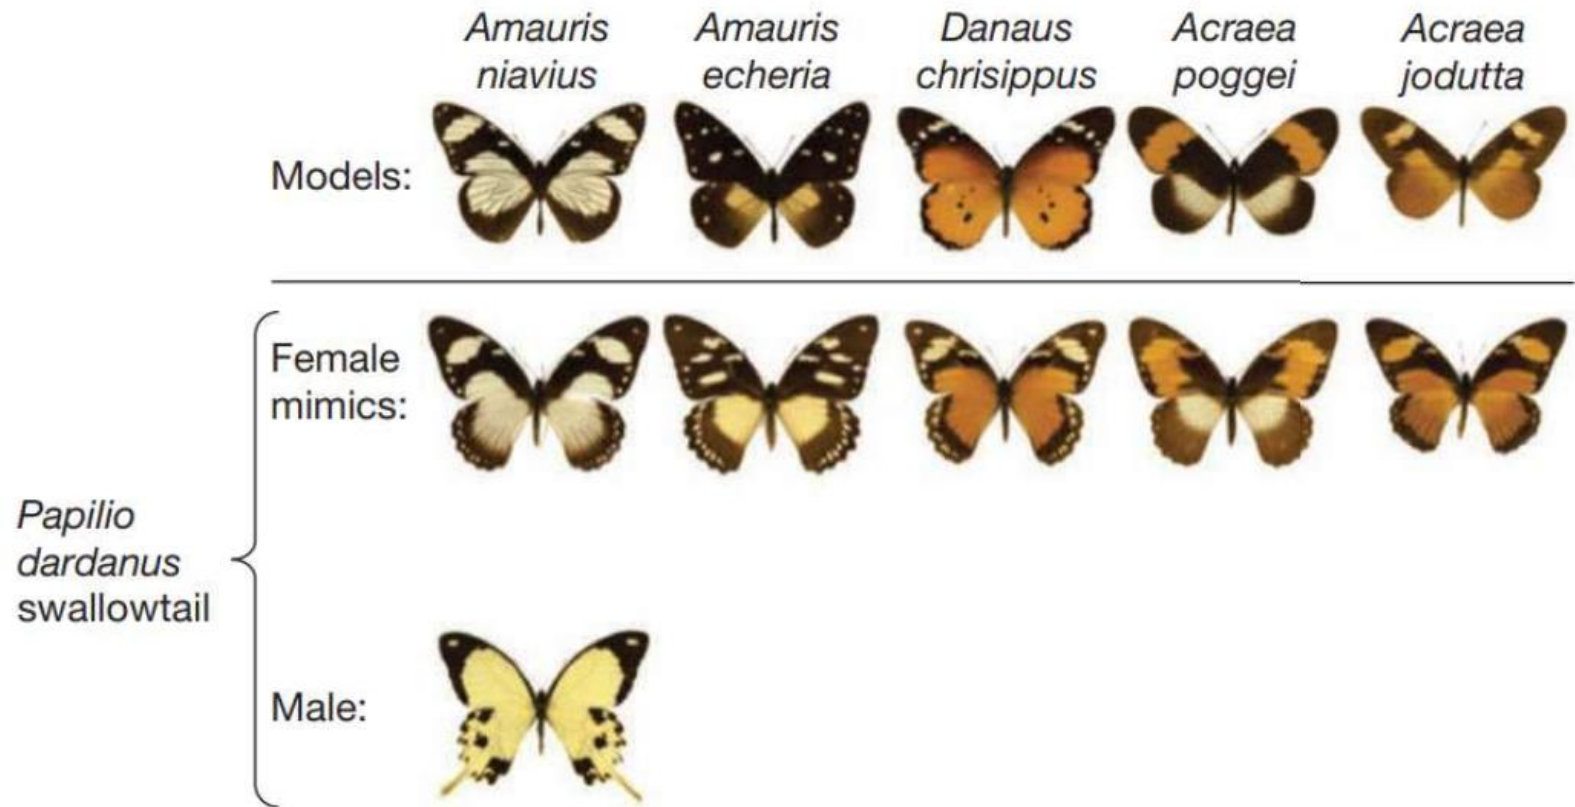 Amauris
niavius
Amauris
echeria
Danaus
chrisippus
Acraea
poggei
Acraea
jodutta
Models:
Female
mimics:
Papilio
dardanus
swallowtail
Male: